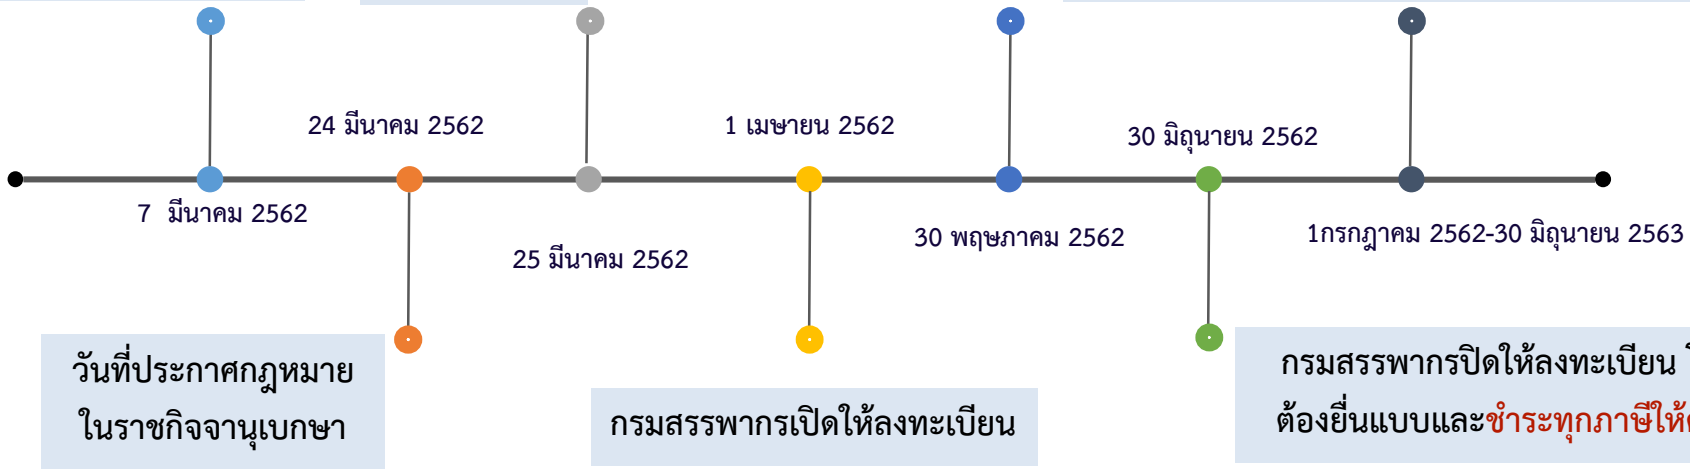 24 มีนาคม 2562
1 เมษายน 2562
30 มิถุนายน 2562
7 มีนาคม 2562
25 มีนาคม 2562
30 พฤษภาคม 2562
1กรกฎาคม 2562-30 มิถุนายน 2563
วันที่ประกาศกฎหมาย
ในราชกิจจานุเบกษา
กรมสรรพากรเปิดให้ลงทะเบียน
กรมสรรพากรปิดให้ลงทะเบียน
ต้องยื่นแบบและชำระทุกภาษีให้